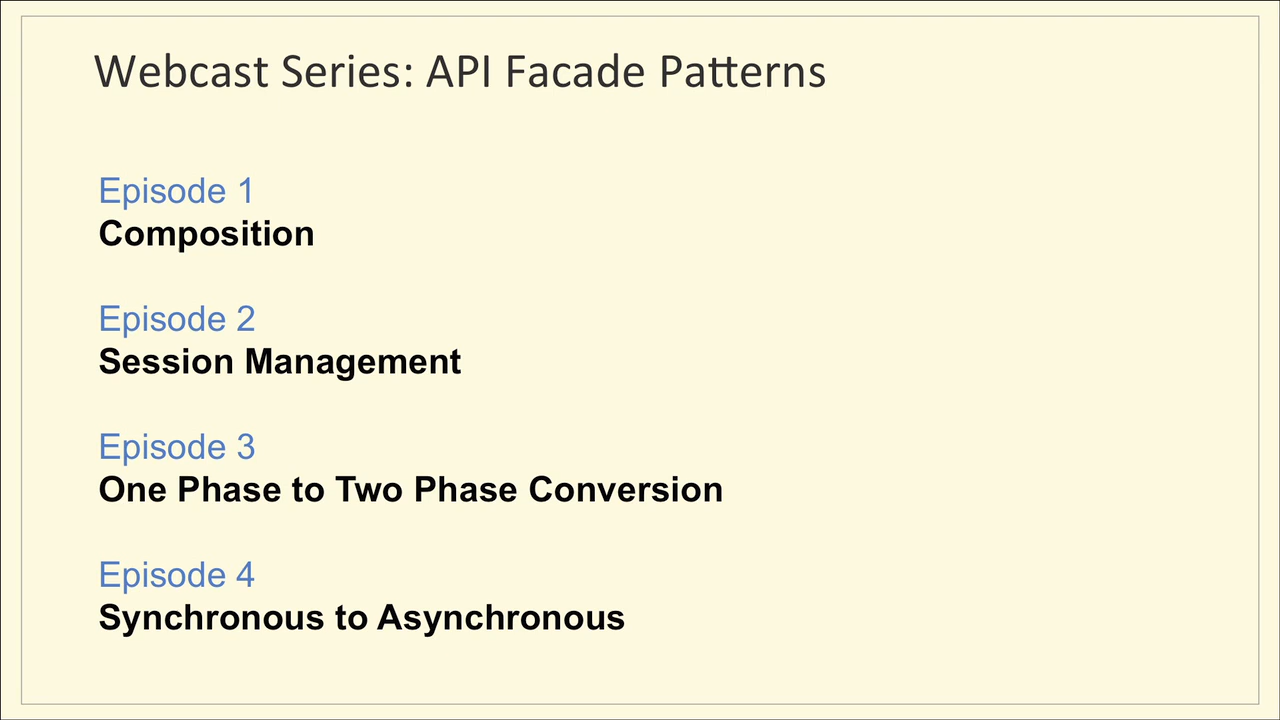 Webcast Series: API Facade Patterns
Episode 1
Composition
Episode 2
Session Management
Episode 3
One Phase to Two Phase Conversion
Episode 4
Synchronous to Asynchronous